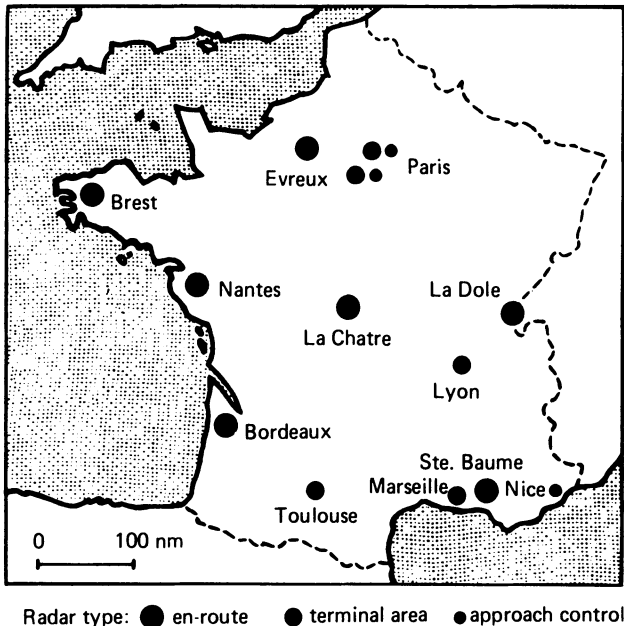 Evreux
Paris
Brest
Nantes
La Dole
La Chatre
Lyon
Bordeaux
Ste. Baume
Marseille
Nice
Toulouse
0 100 nm
Radar type: en-route terminal area approach control